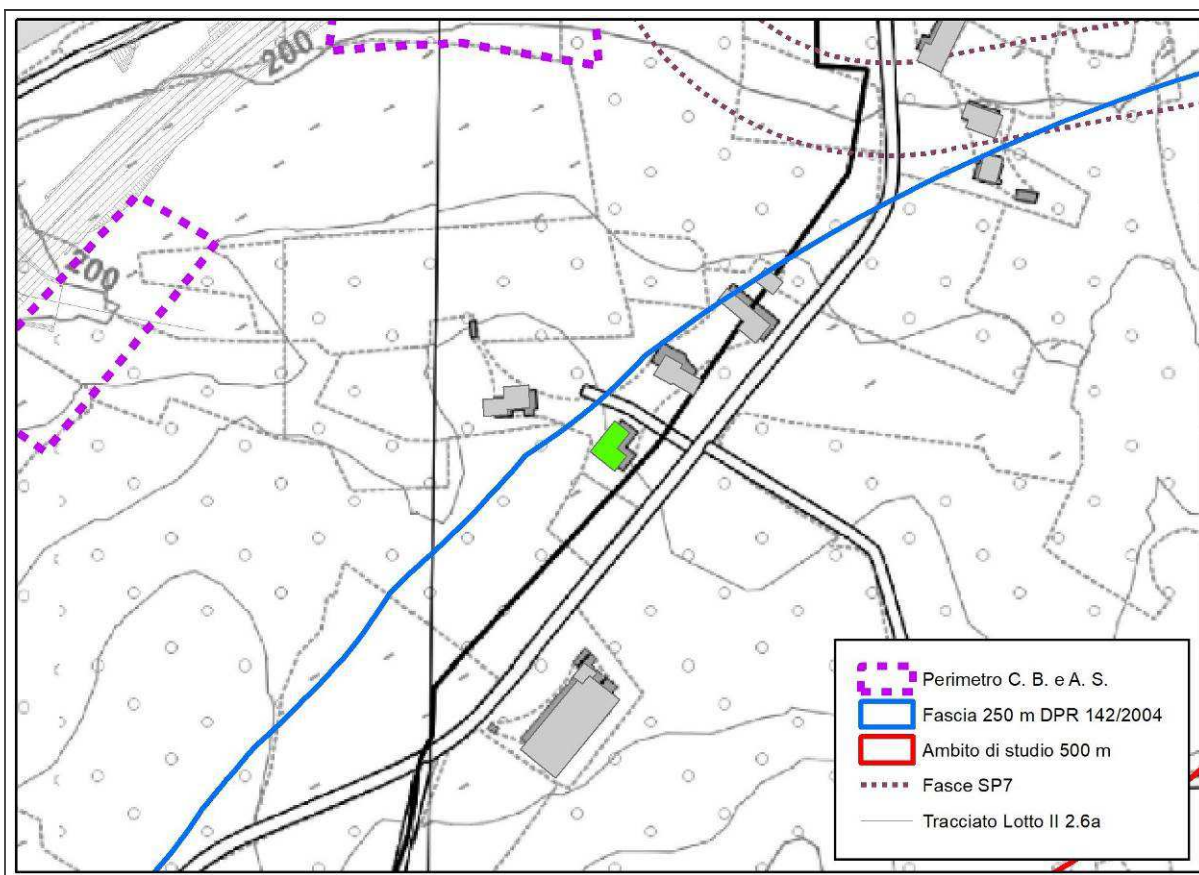 200
200
Perimetro C. B. e A. S.
Fascia 250 m DPR 142/2004
Ambito di studio 500 m
Fasce SP7
Tracciato Lotto II 2.6a